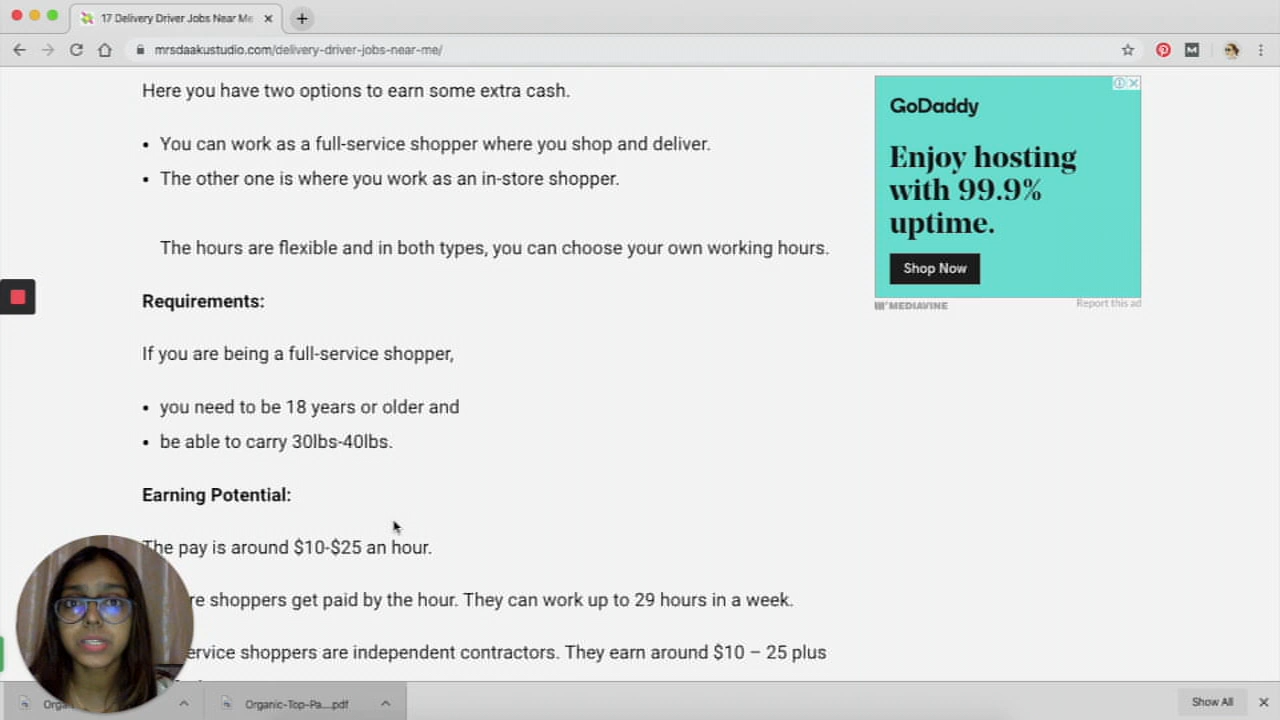 17 Delivery Driver Jobs Near Me
mrsdaakustudio.com/delivery-driver-jobs-near-me/
Here you have two options to earn some extra cash.
• You can work as a full-service shopper where you shop and deliver.
• The other one is where you work as an in-store shopper.
The hours are flexible and in both types, you can choose your own working hours.
Requirements:
If you are being a full-service shopper,
• you need to be 18 years or older and
• be able to carry 30lbs-40lbs.
Earning Potential:
The pay is around $10-$25 an hour.
shoppers get paid by the hour. They can work up to 29 hours in a week.
shoppers are independent contractors. They earn around $10 – 25 plus
GoDaddy
Enjoy hosting
with 99.9%
uptime.
Shop Now
MEDIAVINE
Report this ad
Organic-Top-Pa....pdf
Show All